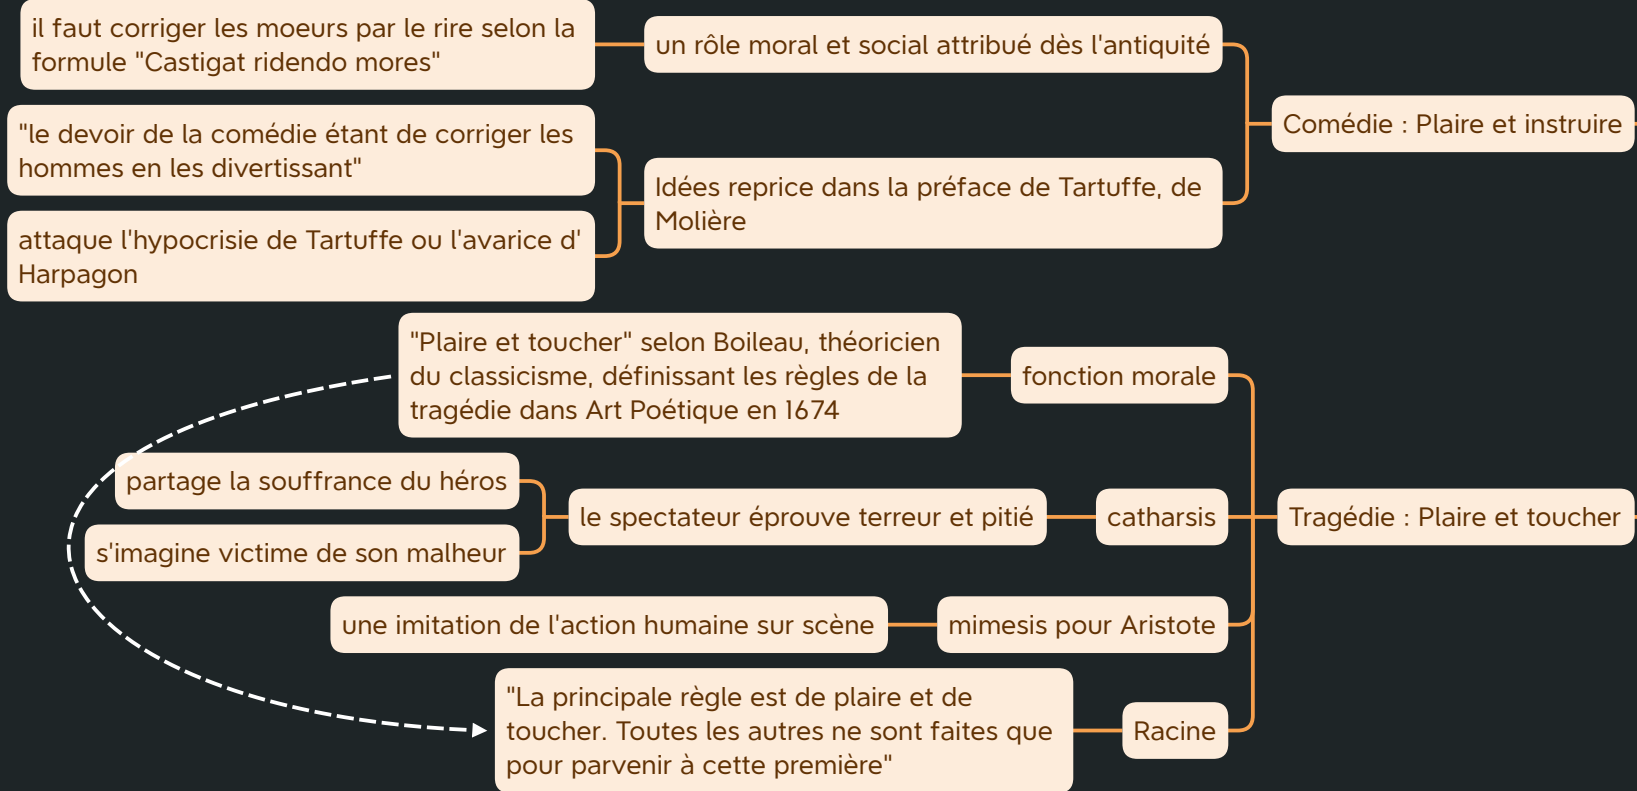 il faut corriger les moeurs par le rire selon la
formule "Castigat ridendo mores"
un rôle moral et social attribué dès l'antiquité
Comédie : Plaire et instruire
"le devoir de la comédie étant de corriger les
hommes en les divertissant"
Idées reprice dans la préface de Tartuffe, de
Molière
attaque l'hypocrisie de Tartuffe ou l'avarice d'
Harpagon
"Plaire et toucher" selon Boileau, théoricien
du classicisme, définissant les règles de la
tragédie dans Art Poétique en 1674
fonction morale
partage la souffrance du héros
s'imagine victime de son malheur
le spectateur éprouve terreur et pitié
catharsis
Tragédie : Plaire et toucher
une imitation de l'action humaine sur scène
mimesis pour Aristote
"La principale règle est de plaire et de
toucher. Toutes les autres ne sont faites que
pour parvenir à cette première"
Racine